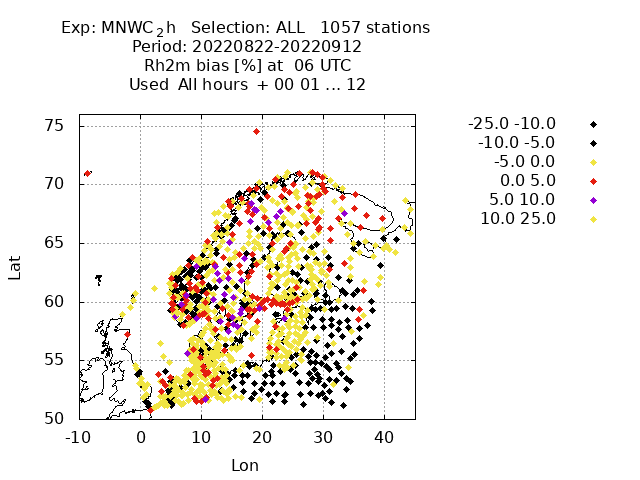 Exp: MNWC₂h   Selection: ALL   1057 stations
Period: 20220822-20220912
Rh2m bias [%] at  06 UTC
Used  All hours  + 00 01 ... 12
-25.0 -10.0
-10.0 -5.0
-5.0 0.0
0.0 5.0
5.0 10.0
10.0 25.0
75
70
65
60
55
50
Lat
-10 0 10 20 30 40
Lon